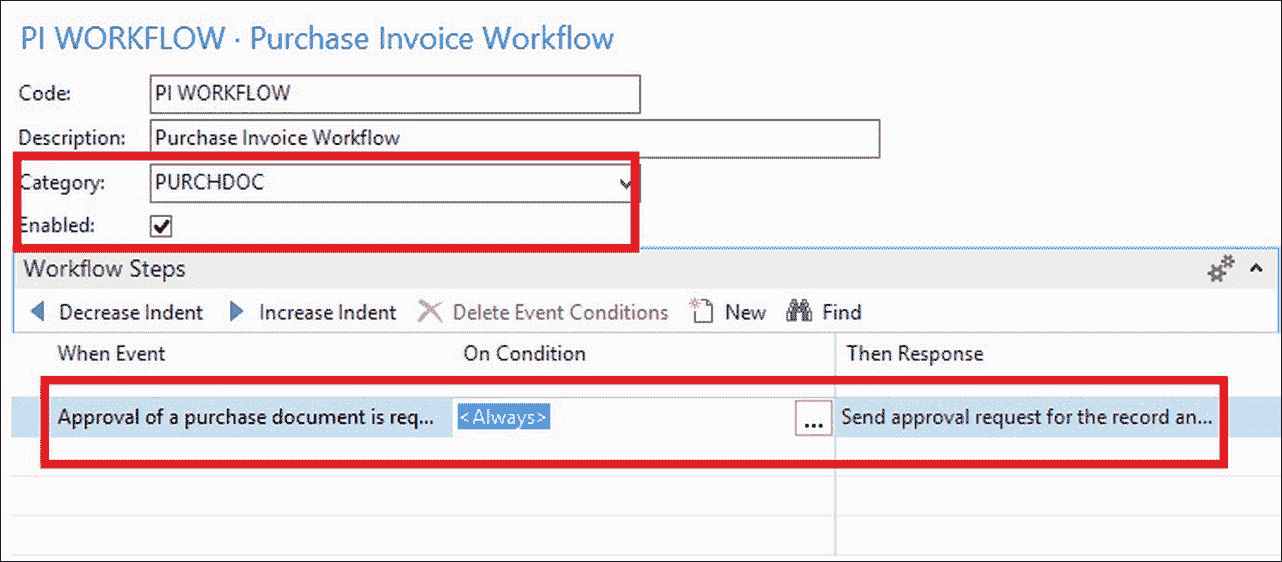 PI WORKFLOW · Purchase Invoice Workflow
Code: PI WORKFLOW
Description: Purchase Invoice Workflow
Category: PURCHDOC
Enabled:
Workflow Steps
Decrease Indent Increase Indent Delete Event Conditions New Find
When Event On Condition Then Response
Approval of a purchase document is req... <Always> ... Send approval request for the record an...